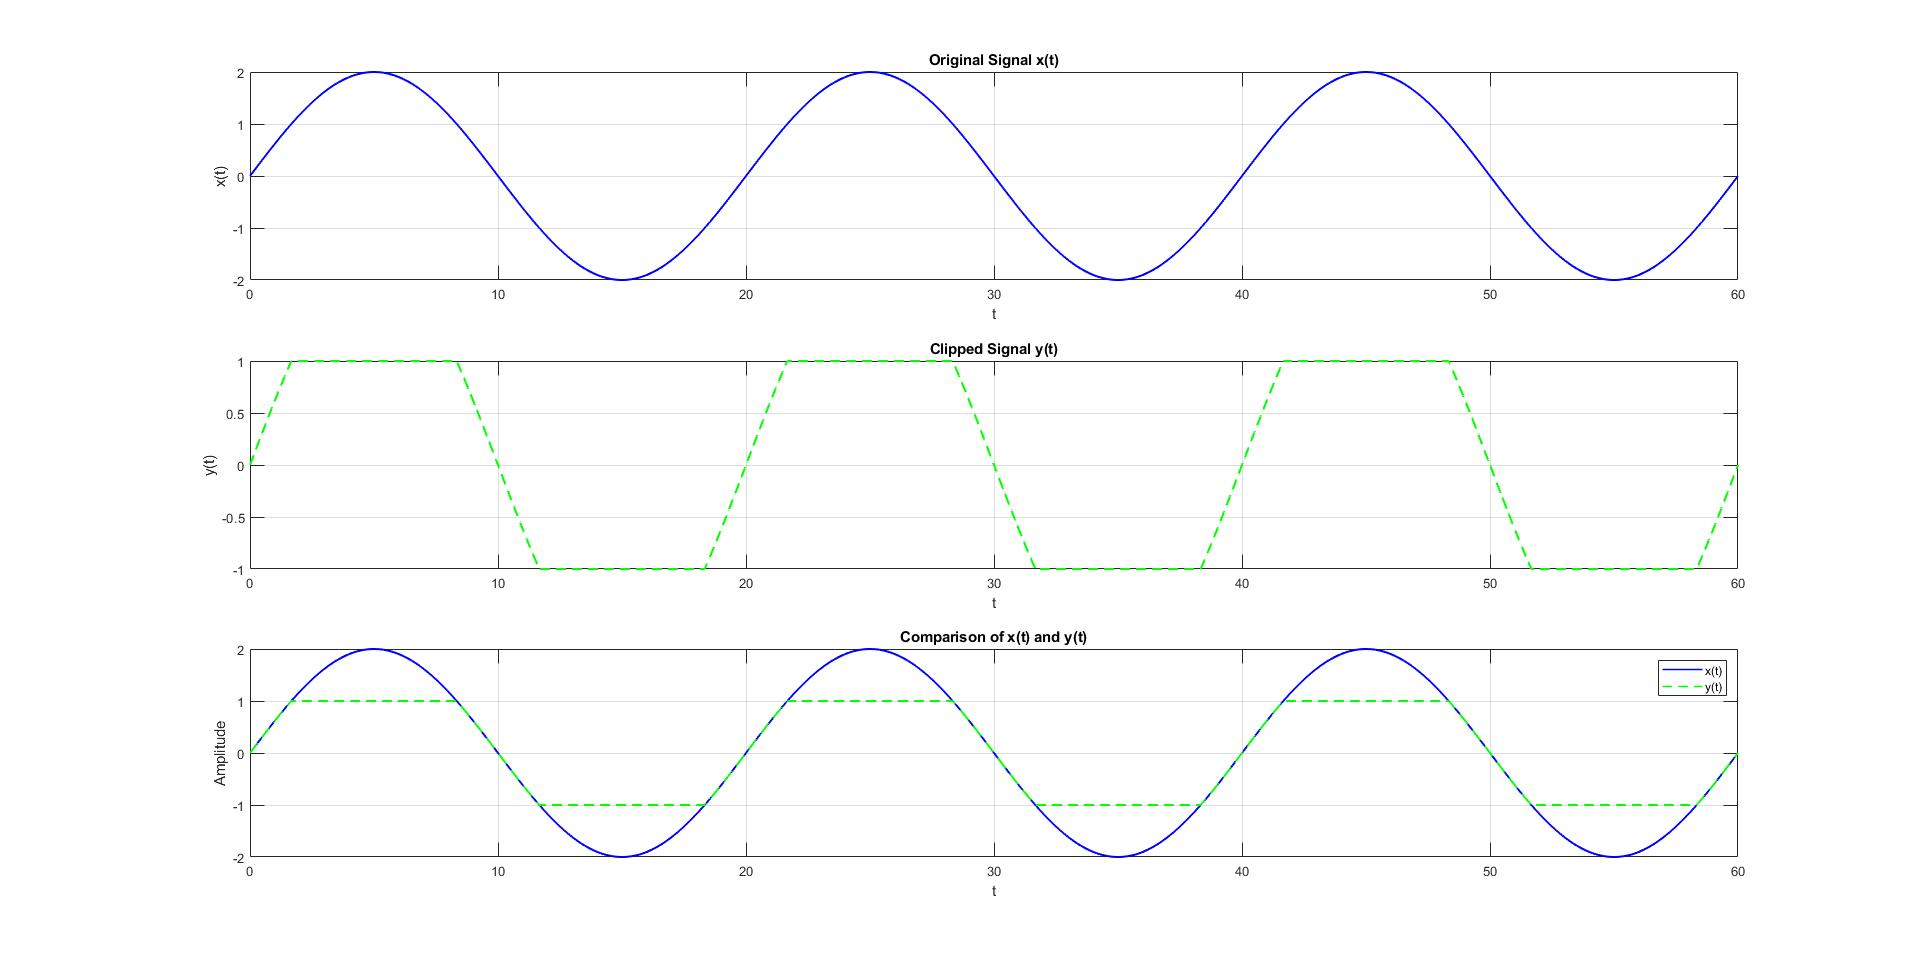 Original Signal x(t)
2
1
0
-1
-2
x(t)
0 10 20 30 40 50 60
t
Clipped Signal y(t)
1
0.5
0
-0.5
-1
y(t)
0 10 20 30 40 50 60
t
Comparison of x(t) and y(t)
2
1
0
-1
-2
Amplitude
x(t)
y(t)
0 10 20 30 40 50 60
t